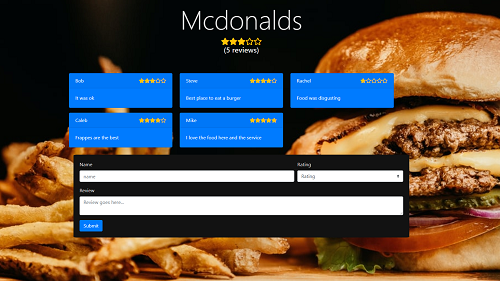 Mcdonalds
(5 reviews)
Bob
It was ok
Steve
Best place to eat a burger
Rachel
Food was disgusting
Caleb
Frappes are the best
Mike
I love the food here and the service
Name
Rating
name
Rating
Review
Review goes here...
Submit